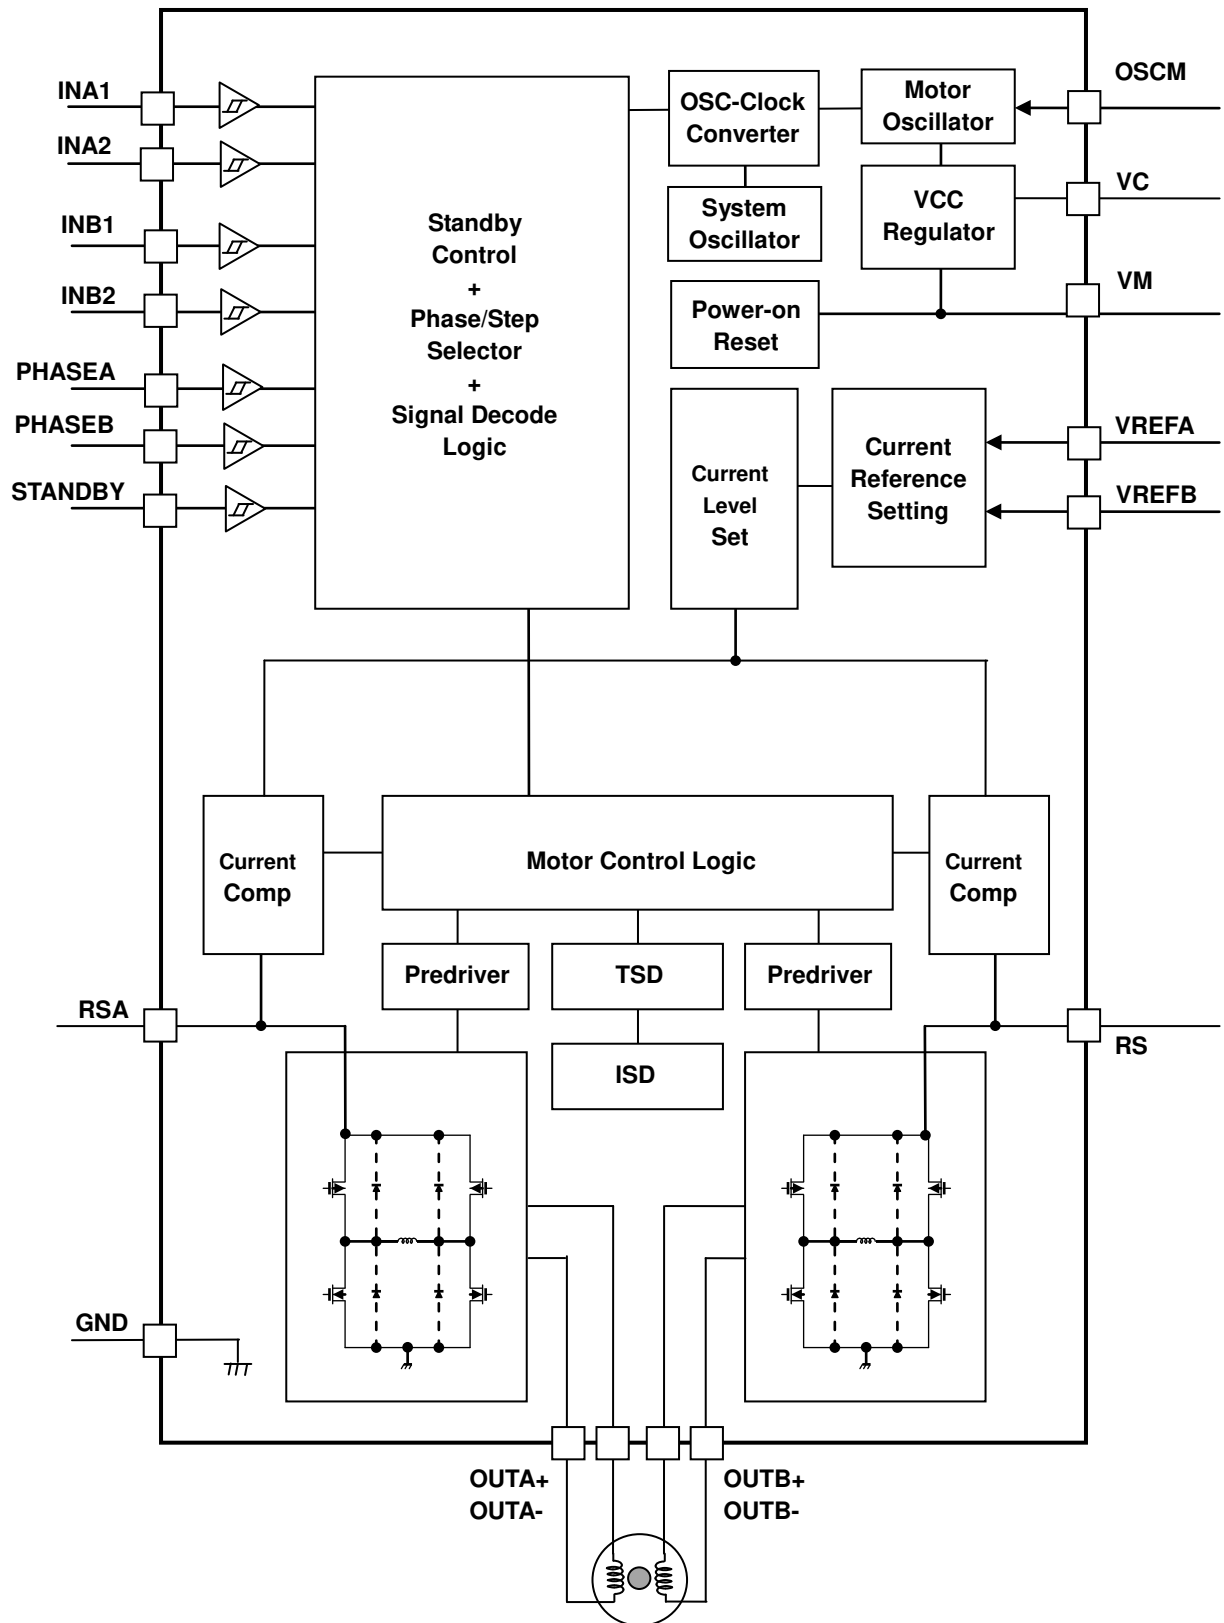 INA1
INA2
INB1
INB2
PHASEA
PHASEB
STANDBY
Standby
Control
+
Phase/Step
Selector
+
Signal Decode
Logic
OSC-Clock
Converter
Motor
Oscillator
System
Oscillator
VCC
Regulator
Power-on
Reset
Current
Level
Set
Current
Reference
Setting
OSCM
VC
VM
VREFA
VREFB
Current
Comp
Motor Control Logic
Current
Comp
Predriver
TSD
Predriver
ISD
RSA
RS
GND
OUTA+
OUTA-
OUTB+
OUTB-